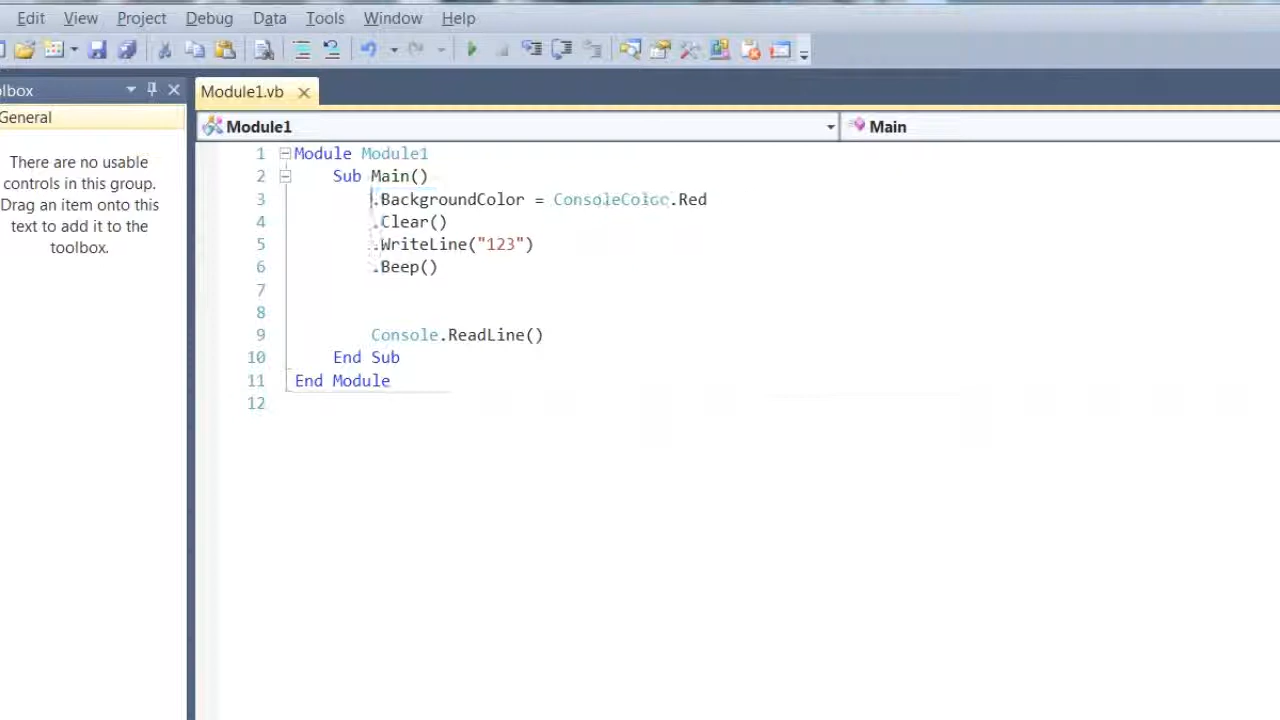 Edit View Project Debug Data Tools Window Help
lbox
Module1.vb
General
There are no usable
controls in this group.
Drag an item onto this
text to add it to the
toolbox.
Module1 Main
1 Module Module1
2 Sub Main()
3 .BackgroundColor = ConsoleColor.Red
4 .Clear()
5 .WriteLine("123")
6 .Beep()
7
8
9 Console.ReadLine()
10 End Sub
11 End Module
12